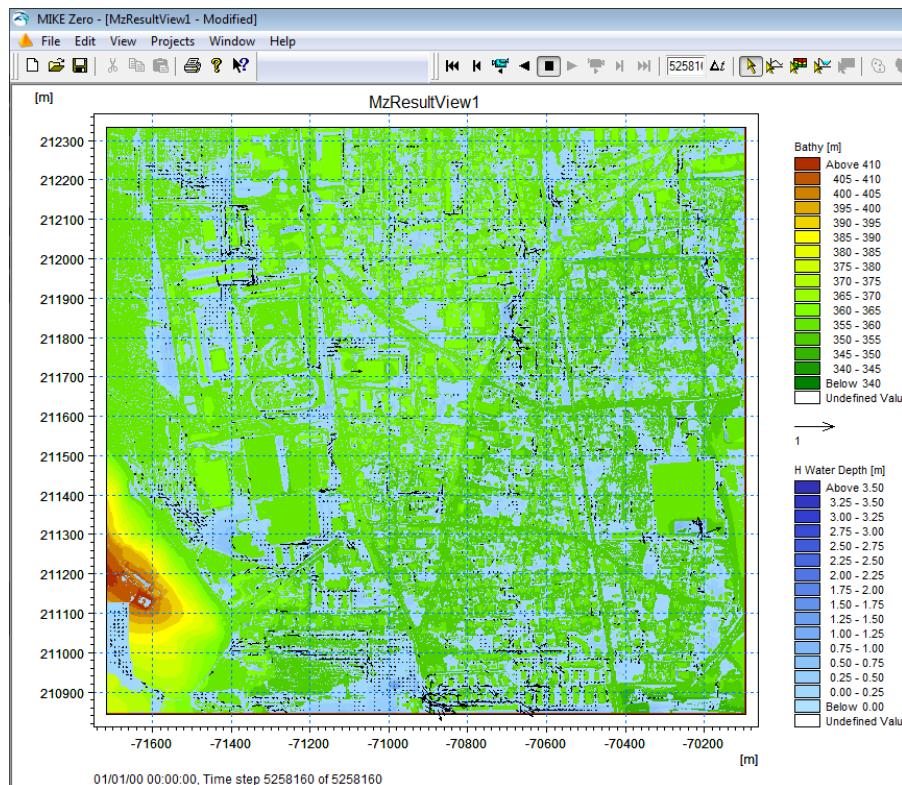 MIKE Zero - [MzResultView1 - Modified]
File Edit View Projects Window Help
525816 Δt
[m]
MzResultView1
212300
212200
212100
212000
211900
211800
211700
211600
211500
211400
211300
211200
211100
211000
210900
-71600 -71400 -71200 -71000 -70800 -70600 -70400 -70200
[m]
01/01/00 00:00:00, Time step 5258160 of 5258160
Bathy [m]
Above 410
405 - 410
400 - 405
395 - 400
390 - 395
385 - 390
380 - 385
375 - 380
370 - 375
365 - 370
360 - 365
355 - 360
350 - 355
345 - 350
340 - 345
Below 340
Undefined Valu
1
H Water Depth [m]
Above 3.50
3.25 - 3.50
3.00 - 3.25
2.75 - 3.00
2.50 - 2.75
2.25 - 2.50
2.00 - 2.25
1.75 - 2.00
1.50 - 1.75
1.25 - 1.50
1.00 - 1.25
0.75 - 1.00
0.50 - 0.75
0.25 - 0.50
0.00 - 0.25
Below 0.00
Undefined Valu